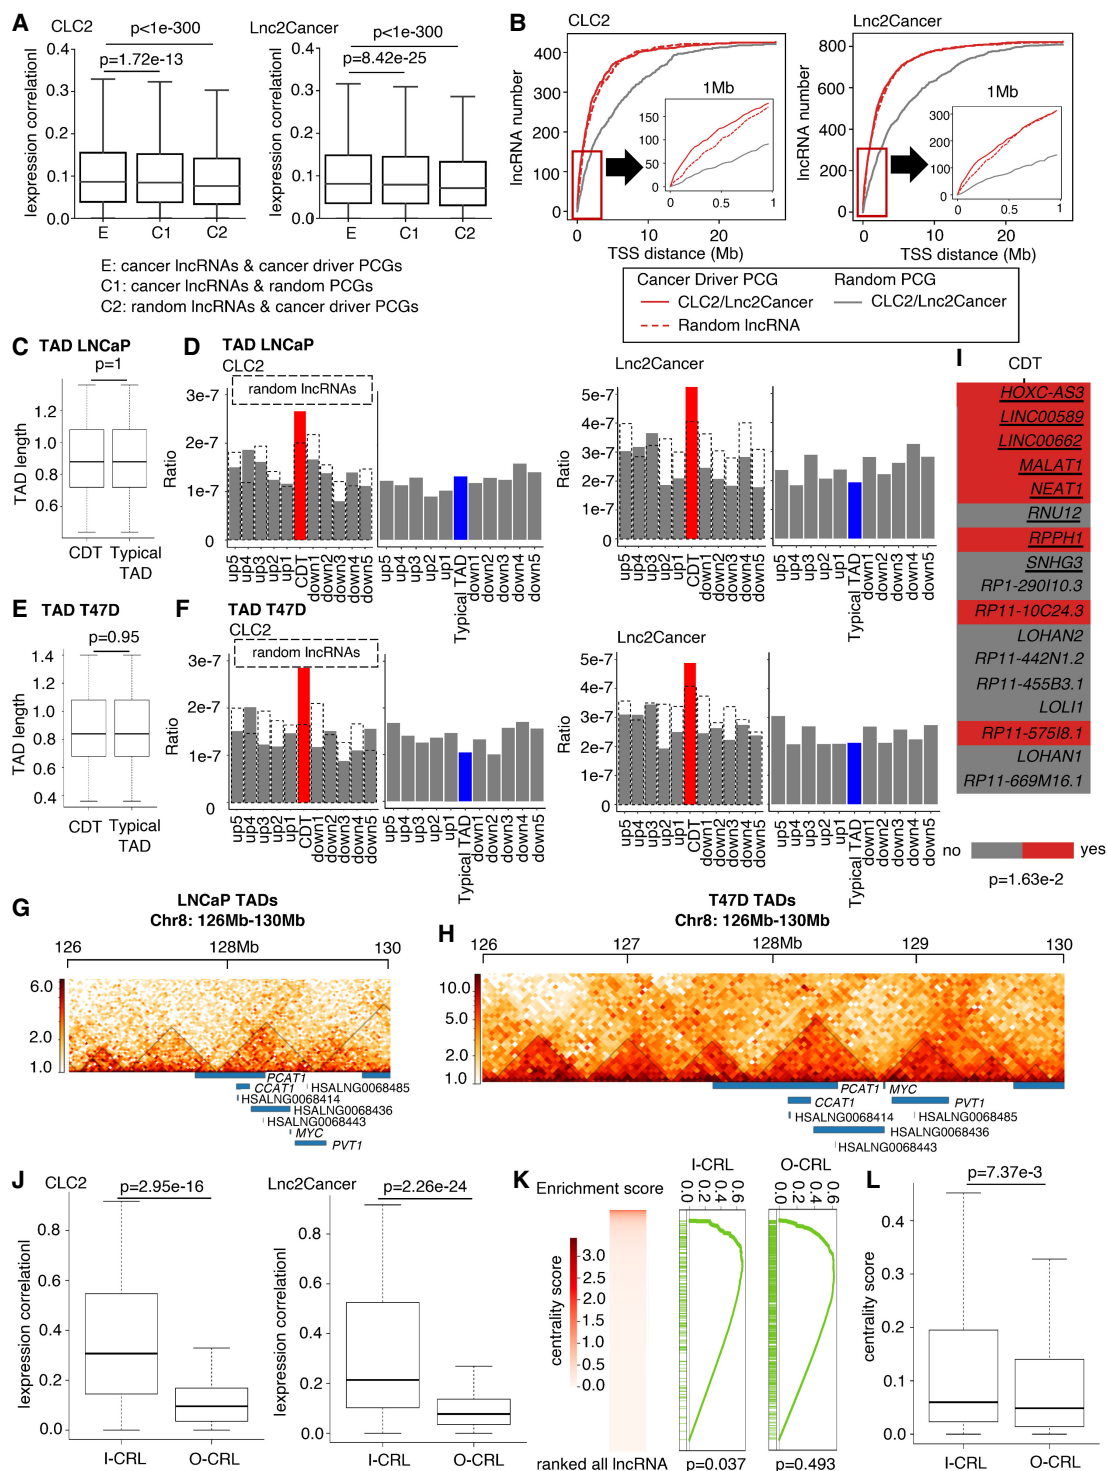 A
CLC2
p<1e-300
p=1.72e-13
|expression correlation|
0.4
0.3
0.2
0.1
0.0
E
C1
C2
Lnc2Cancer
p<1e-300
p=8.42e-25
|expression correlation|
0.4
0.3
0.2
0.1
0.0
E
C1
C2
E: cancer lncRNAs & cancer driver PCGs
C1: cancer lncRNAs & random PCGs
C2: random lncRNAs & cancer driver PCGs
B
CLC2
lncRNA number
400
300
200
100
0
1Mb
150
100
50
0
0
0.5
1
0
10
20
TSS distance (Mb)
Lnc2Cancer
lncRNA number
800
600
400
200
0
1Mb
300
200
100
0
0
0.5
1
0
10
20
TSS distance (Mb)
Cancer Driver PCG
Random PCG
CLC2/Lnc2Cancer
CLC2/Lnc2Cancer
Random lncRNA
C
TAD LNCaP
p=1
TAD length
1.2
1.0
0.8
0.6
CDT
Typical
TAD
D
TAD LNCaP
CLC2
random lncRNAs
Ratio
3e-7
2e-7
1e-7
0
up5
up4
up3
up2
up1
CDT
down1
down2
down3
down4
down5
up5
up4
up3
up2
up1
Typical TAD
down1
down2
down3
down4
down5
Lnc2Cancer
Ratio
5e-7
4e-7
3e-7
2e-7
1e-7
0
up5
up4
up3
up2
up1
CDT
down1
down2
down3
down4
down5
up5
up4
up3
up2
up1
Typical TAD
down1
down2
down3
down4
down5
E
TAD T47D
p=0.95
TAD length
1.4
1.2
1.0
0.8
0.6
0.4
CDT
Typical
TAD
F
TAD T47D
CLC2
random lncRNAs
Ratio
3e-7
2e-7
1e-7
0
up5
up4
up3
up2
up1
CDT
down1
down2
down3
down4
down5
up5
up4
up3
up2
up1
Typical TAD
down1
down2
down3
down4
down5
Lnc2Cancer
Ratio
5e-7
4e-7
3e-7
2e-7
1e-7
0
up5
up4
up3
up2
up1
CDT
down1
down2
down3
down4
down5
up5
up4
up3
up2
up1
Typical TAD
down1
down2
down3
down4
down5
I
CDT
HOXC-AS3
LINC00589
LINC00662
MALAT1
NEAT1
RNU12
RPPH1
SNHG3
RP1-290I10.3
RP11-10C24.3
LOHAN2
RP11-442N1.2
RP11-455B3.1
LOLI1
RP11-575I8.1
LOHAN1
RP11-669M16.1
no
yes
p=1.63e-2
G
LNCaP TADs
Chr8: 126Mb-130Mb
126
128Mb
130
6.0
2.0
1.0
PCAT1
CCAT1
HSALNG0068485
HSALNG0068414
HSALNG0068436
HSALNG0068443
MYC
PVT1
H
T47D TADs
Chr8: 126Mb-130Mb
126
127
128Mb
129
130
10.0
5.0
2.0
1.0
PCAT1
MYC
CCAT1
PVT1
HSALNG0068414
HSALNG0068485
HSALNG0068436
HSALNG0068443
J
CLC2
p=2.95e-16
|expression correlation|
0.8
0.6
0.4
0.2
0.0
I-CRL
O-CRL
Lnc2Cancer
p=2.26e-24
|expression correlation|
0.8
0.6
0.4
0.2
0.0
I-CRL
O-CRL
K
Enrichment score
I-CRL
O-CRL
0.0
0.2
0.4
0.6
0.0
0.2
0.4
0.6
centrality score
3.0
2.5
2.0
1.5
1.0
0.5
0.0
ranked all lncRNA
p=0.037
p=0.493
L
p=7.37e-3
centrality score
0.4
0.3
0.2
0.1
0.0
I-CRL
O-CRL